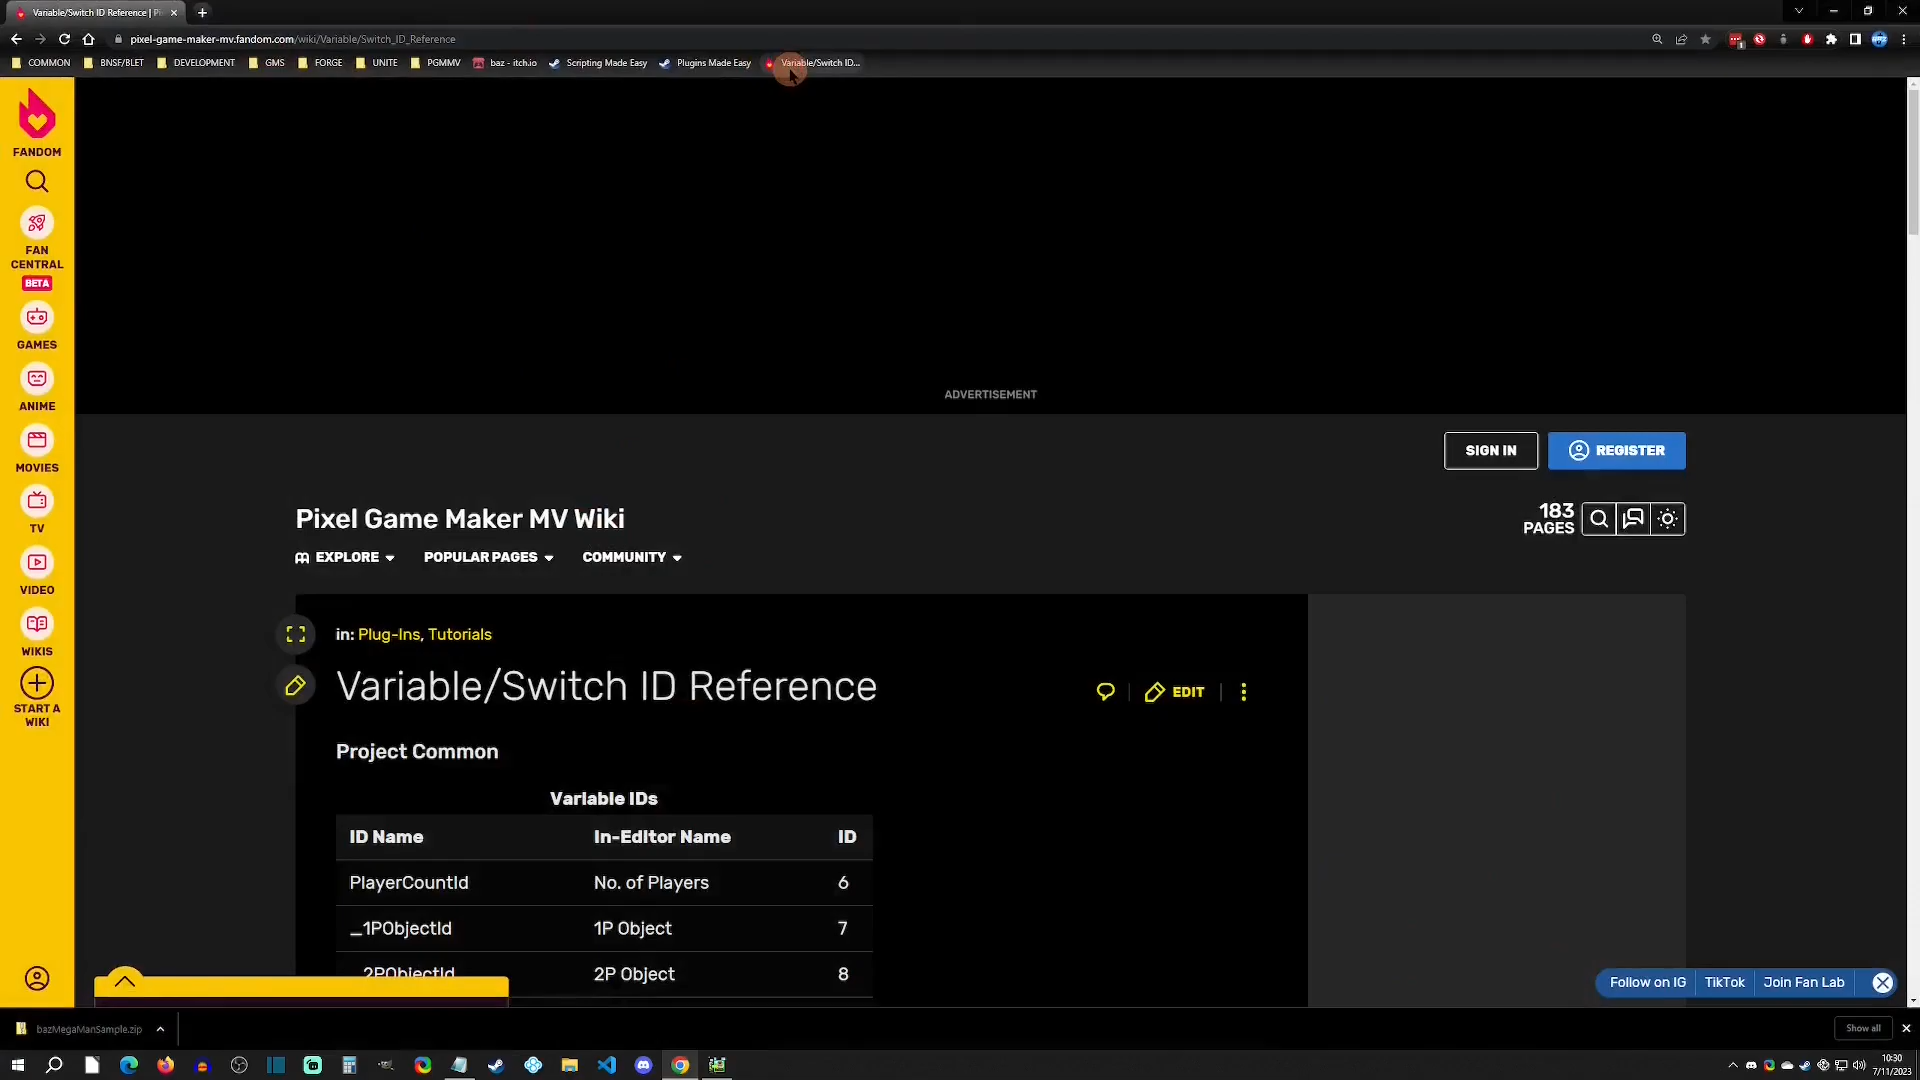 Variable/Switch ID Reference | Pi
pixel-game-maker-mv.fandom.com/wiki/Variable/Switch_ID_Reference
COMMON BNSF/BLET DEVELOPMENT GMS FORGE UNITE PGMMV baz - itch.io Scripting Made Easy Plugins Made Easy Variable/Switch ID...
FANDOM
FAN CENTRAL
BETA
GAMES
ANIME
MOVIES
TV
VIDEO
WIKIS
START A WIKI
ADVERTISEMENT
SIGN IN REGISTER
Pixel Game Maker MV Wiki
183 PAGES
EXPLORE POPULAR PAGES COMMUNITY
in: Plug-Ins, Tutorials
Variable/Switch ID Reference
EDIT
Project Common
Variable IDs
ID Name In-Editor Name ID
PlayerCountId No. of Players 6
_1PObjectId 1P Object 7
_2PObjectId 2P Object 8
Follow on IG TikTok Join Fan Lab
bazMegaManSample.zip
Show all
10:30
7/11/2023